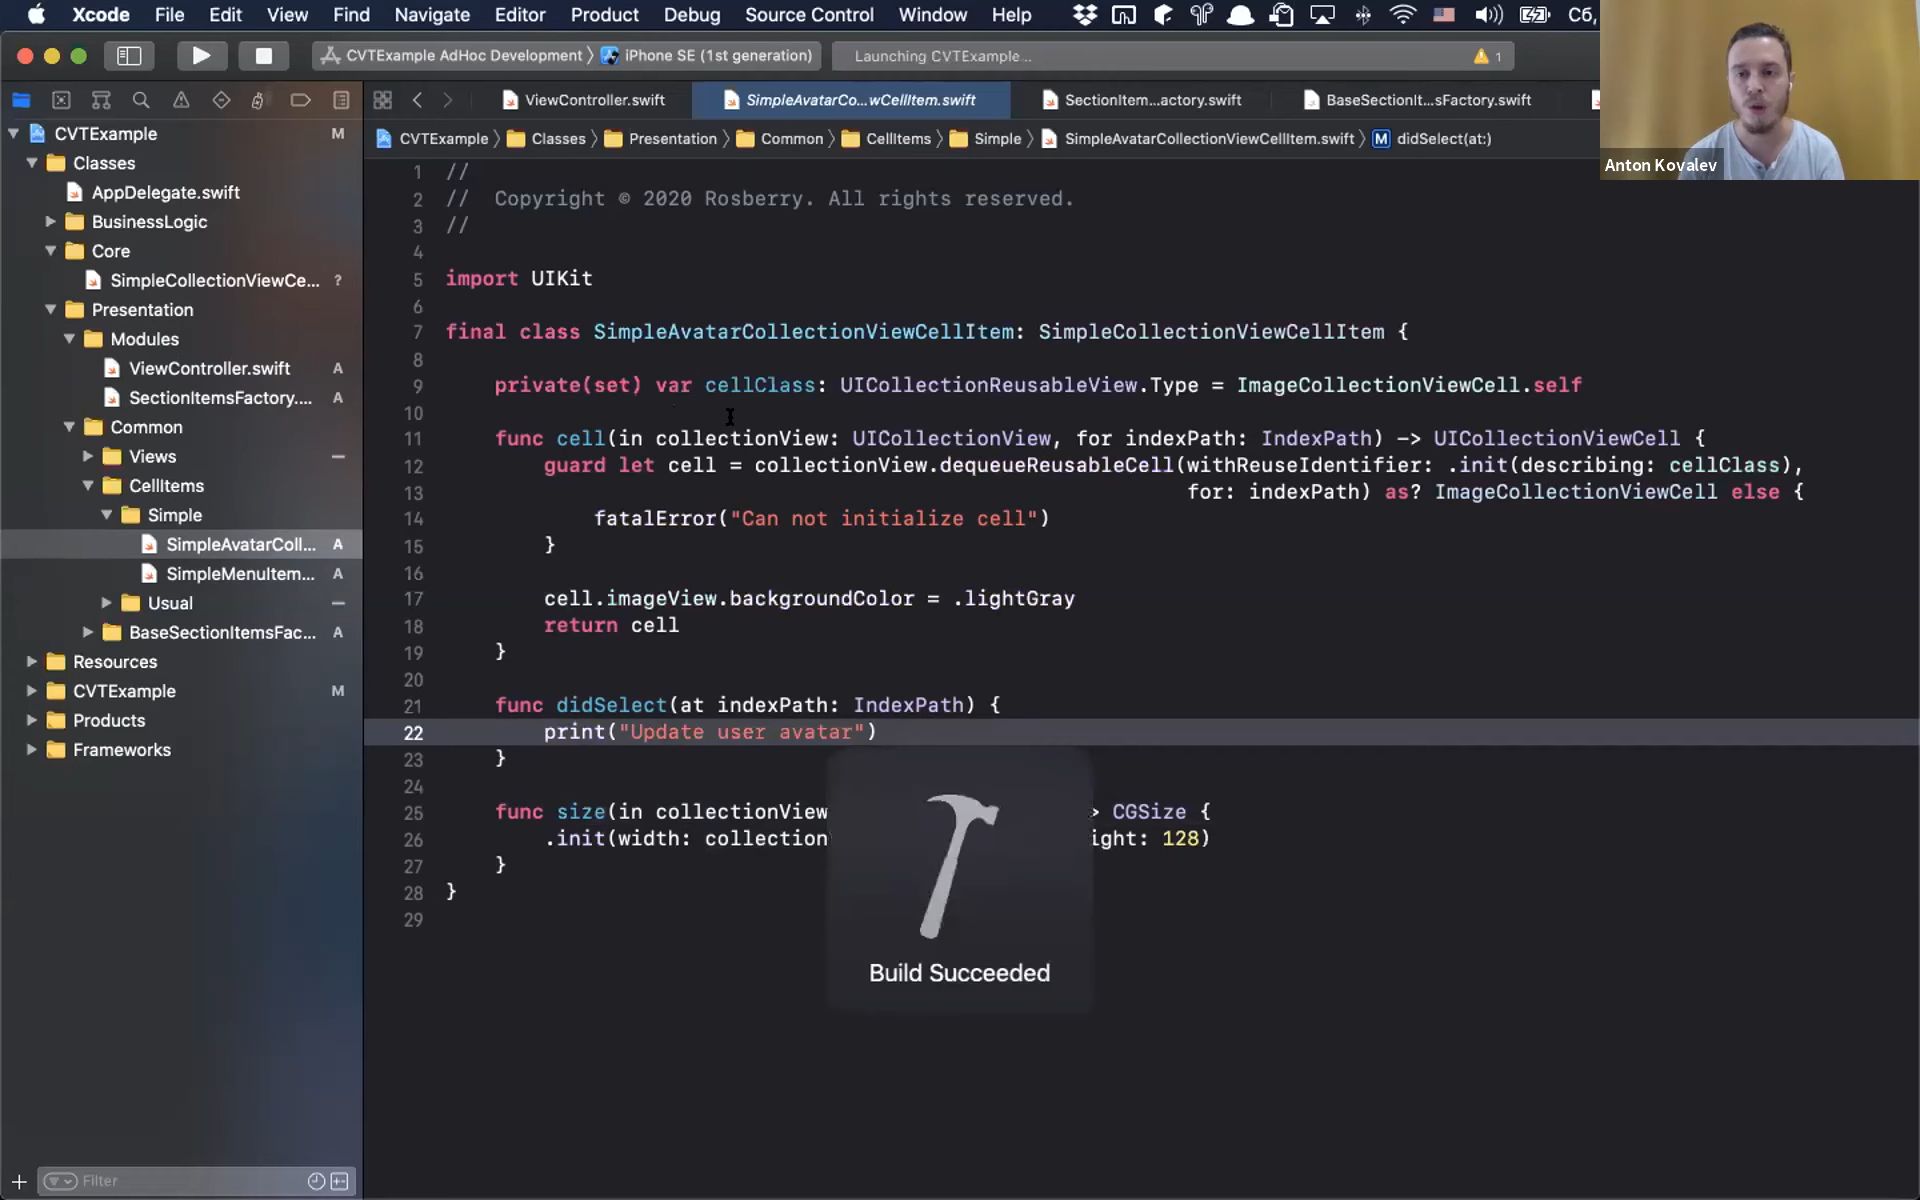 Xcode File Edit View Find Navigate Editor Product Debug Source Control Window Help Сб,
CVTExample AdHoc Development iPhone SE (1st generation) Launching CVTExample ... 1
ViewController.swift SimpleAvatarCo...wCellItem.swift SectionItem...actory.swift BaseSectionIt...sFactory.swift
CVTExample Classes Presentation Common CellItems Simple SimpleAvatarCollectionViewCellItem.swift M didSelect(at:)
Anton Kovalev
CVTExample M
Classes
AppDelegate.swift
BusinessLogic
Core
SimpleCollectionViewCe... ?
Presentation
Modules
ViewController.swift A
SectionItemsFactory.... A
Common
Views
CellItems
Simple
SimpleAvatarColl... A
SimpleMenuItem... A
Usual
BaseSectionItemsFac... A
Resources
CVTExample M
Products
Frameworks
Filter
1 //
2 // Copyright © 2020 Rosberry. All rights reserved.
3 //
4
5 import UIKit
6
7 final class SimpleAvatarCollectionViewCellItem: SimpleCollectionViewCellItem {
8
9 private(set) var cellClass: UICollectionReusableView.Type = ImageCollectionViewCell.self
10
11 func cell(in collectionView: UICollectionView, for indexPath: IndexPath) -> UICollectionViewCell {
12 guard let cell = collectionView.dequeueReusableCell(withReuseIdentifier: .init(describing: cellClass),
13 for: indexPath) as? ImageCollectionViewCell else {
14 fatalError("Can not initialize cell")
15 }
16
17 cell.imageView.backgroundColor = .lightGray
18 return cell
19 }
20
21 func didSelect(at indexPath: IndexPath) {
22 print("Update user avatar")
23 }
24
25 func size(in collectionView > CGSize {
26 .init(width: collection ight: 128)
27 }
28 }
29
Build Succeeded